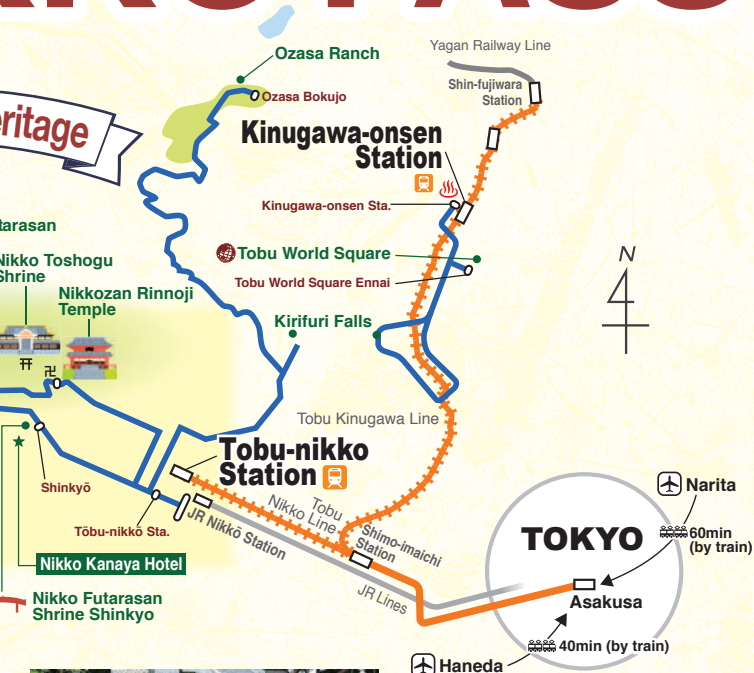 Ozasa Ranch
Ozasa Bokujo
Yagan Railway Line
Shin-fujiwara
Station
Kinugawa-onsen
Station
Kinugawa-onsen Sta.
Tobu World Square
Tobu World Square Ennai
Nikko Toshogu
Shrine
Nikkozan Rinnoji
Temple
卍
Kirifuri Falls
N
Tobu Kinugawa Line
Tobu-nikko
Station
Shinkyō
Tōbu-nikkō Sta.
JR Nikkō Station
Tobu
Nikko Line
Shimo-imaichi
Station
JR Lines
Nikko Kanaya Hotel
Nikko Futarasan
Shrine Shinkyo
TOKYO
Asakusa
Narita
60min
(by train)
40min (by train)
Haneda